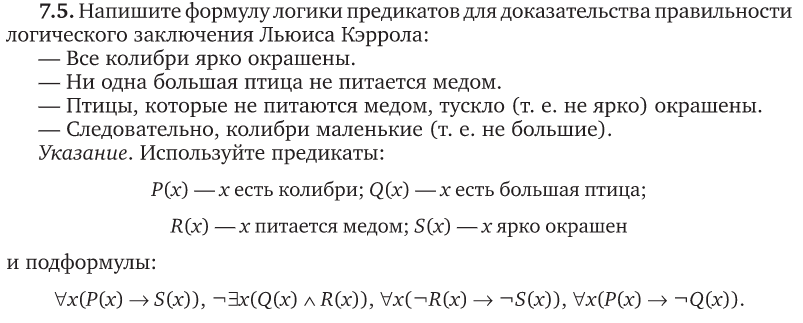 7.5. Напишите формулу логики предикатов для доказательства правильности
логического заключения Льюиса Кэррола:
— Все колибри ярко окрашены.
— Ни одна большая птица не питается медом.
— Птицы, которые не питаются медом, тускло (т. е. не ярко) окрашены.
— Следовательно, колибри маленькие (т. е. не большие).
Указание. Используйте предикаты:
P(x) — x есть колибри; Q(x) — x есть большая птица;
R(x) — x питается медом; S(x) — x ярко окрашен
и подформулы:
∀x(P(x) → S(x)), ¬∃x(Q(x) ∧ R(x)), ∀x(¬R(x) → ¬S(x)), ∀x(P(x) → ¬Q(x)).